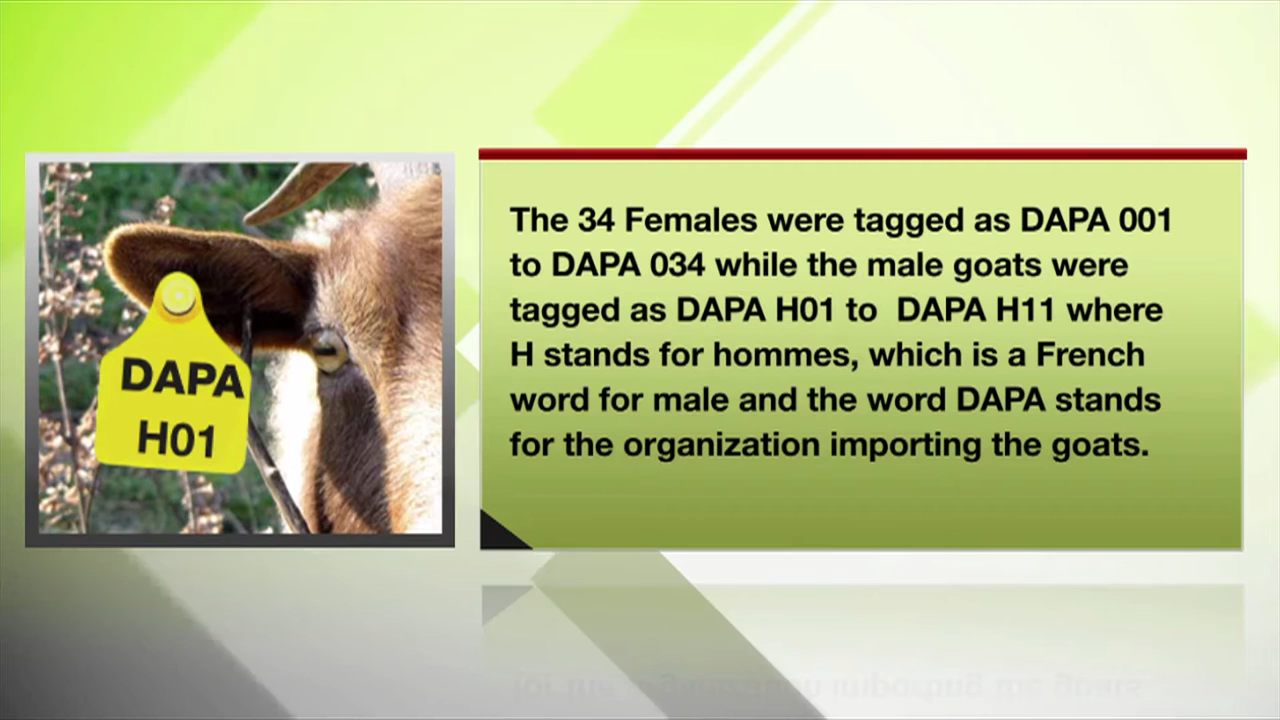 DAPA
H01
The 34 Females were tagged as DAPA 001
to DAPA 034 while the male goats were
tagged as DAPA H01 to  DAPA H11 where
H stands for hommes, which is a French
word for male and the word DAPA stands
for the organization importing the goats.